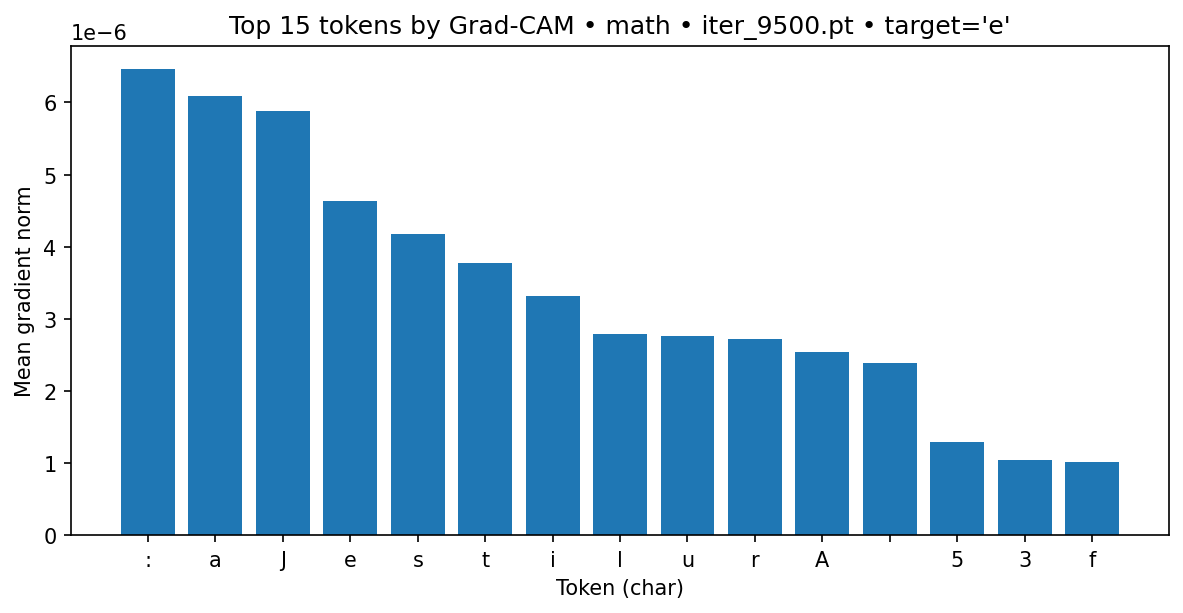 Top 15 tokens by Grad-CAM • math • iter_9500.pt • target='e'
1e−6
6
5
4
3
2
1
0
Mean gradient norm
: a J e s t i l u r A 5 3 f
Token (char)